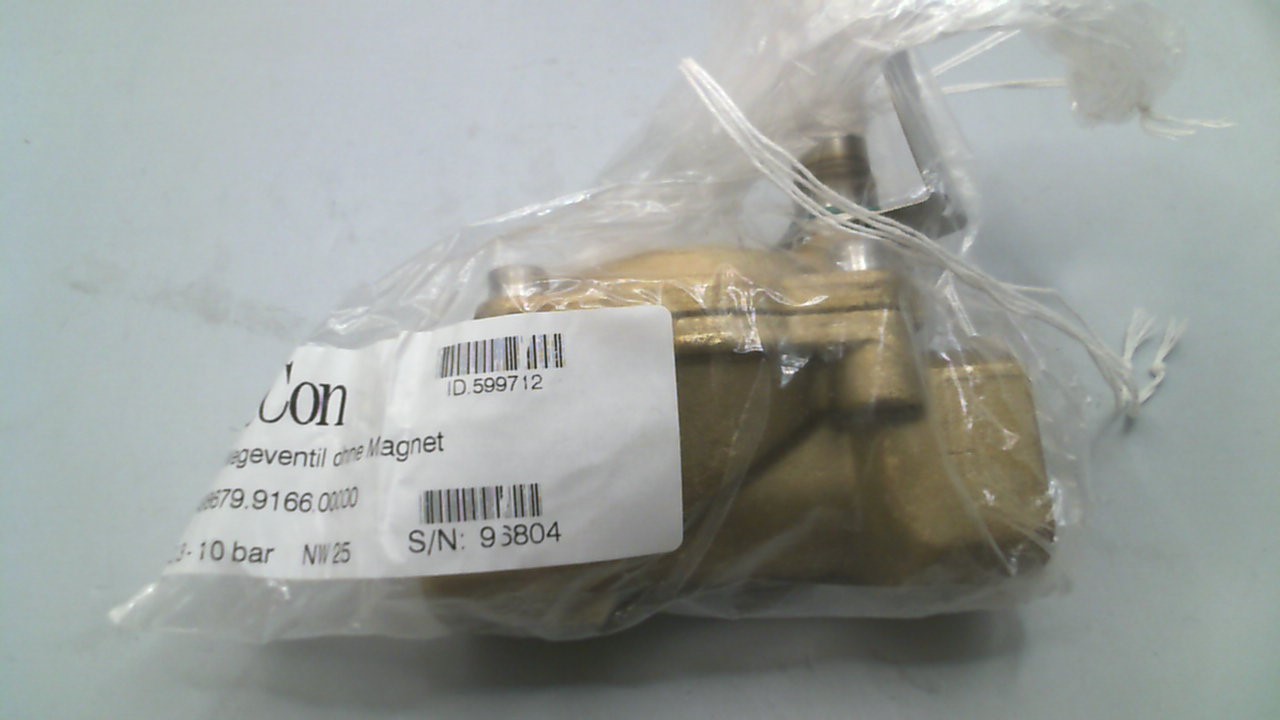 Con
ID.599712
egeventil ohne Magnet
679.9166.00000
- 10 bar NW 25
S/N: 96804